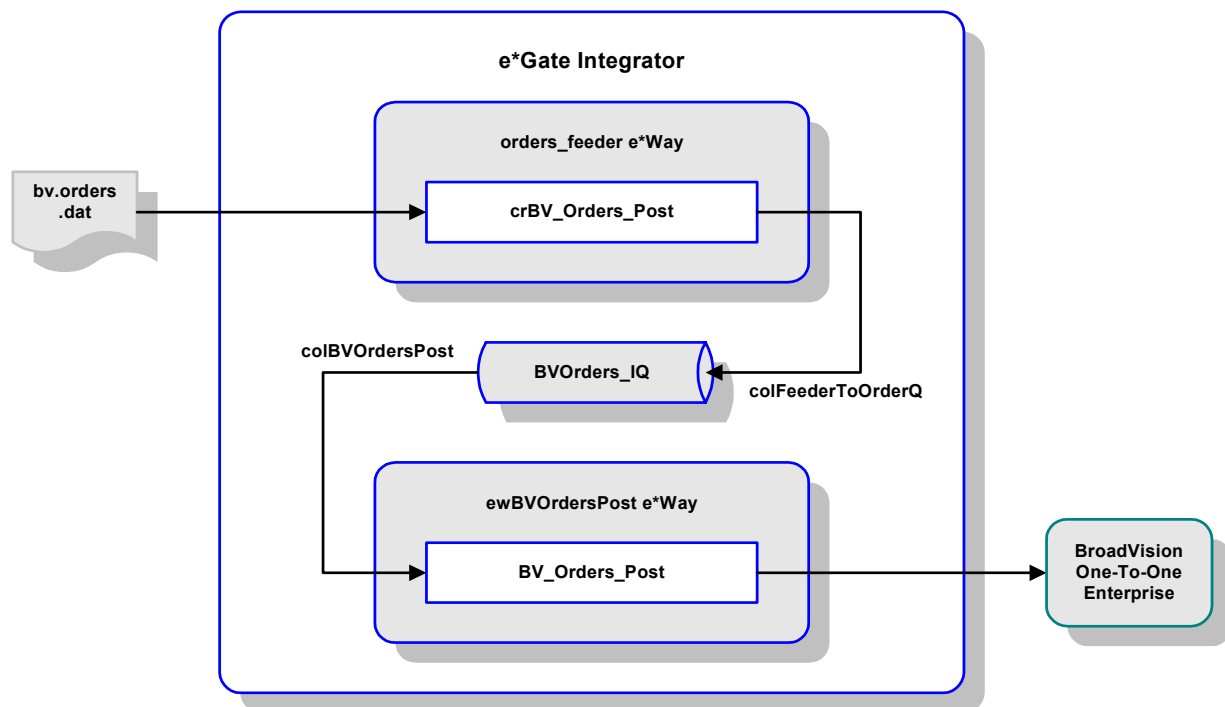 e*Gate Integrator
orders_feeder e*Way
bv.orders
.dat
crBV_Orders_Post
colBVOrdersPost
BVOrders_IQ
colFeederToOrderQ
ewBVOrdersPost e*Way
BV_Orders_Post
BroadVision
One-To-One
Enterprise